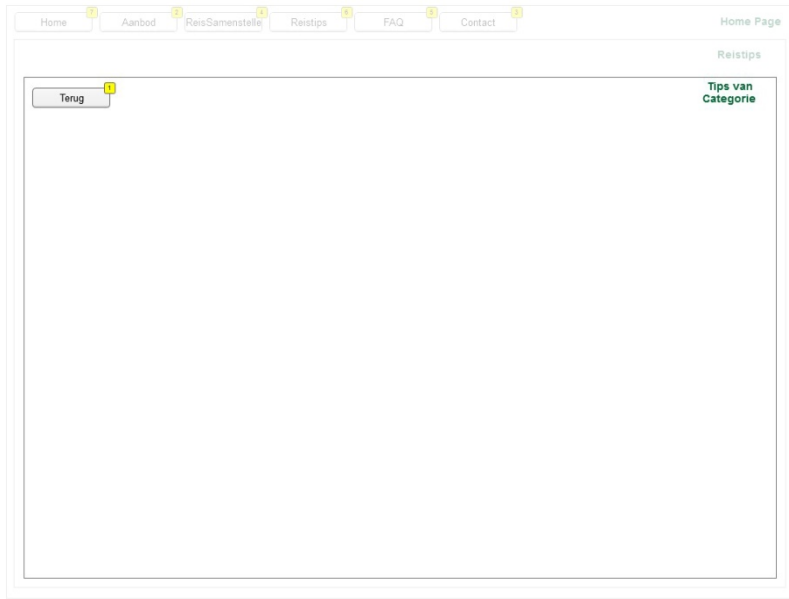 Home
Aanbod
ReisSamenstelle
Reistips
FAQ
Contact
Home Page
Reistips
1
Terug
Tips van
Categorie